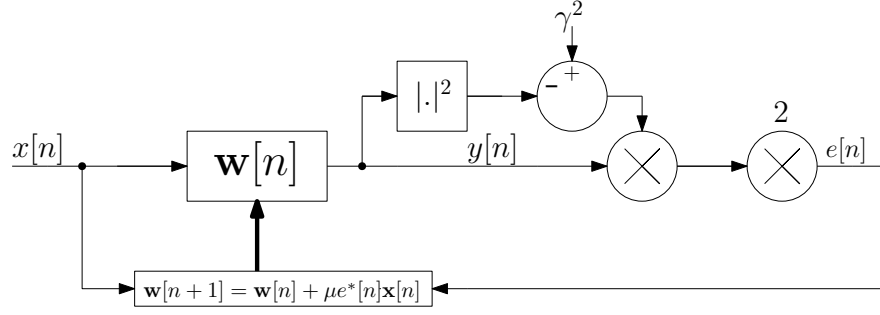 γ²
+
-
|.|²
2
x[n]
w[n]
y[n]
e[n]
w[n + 1] = w[n] + μe*[n]x[n]